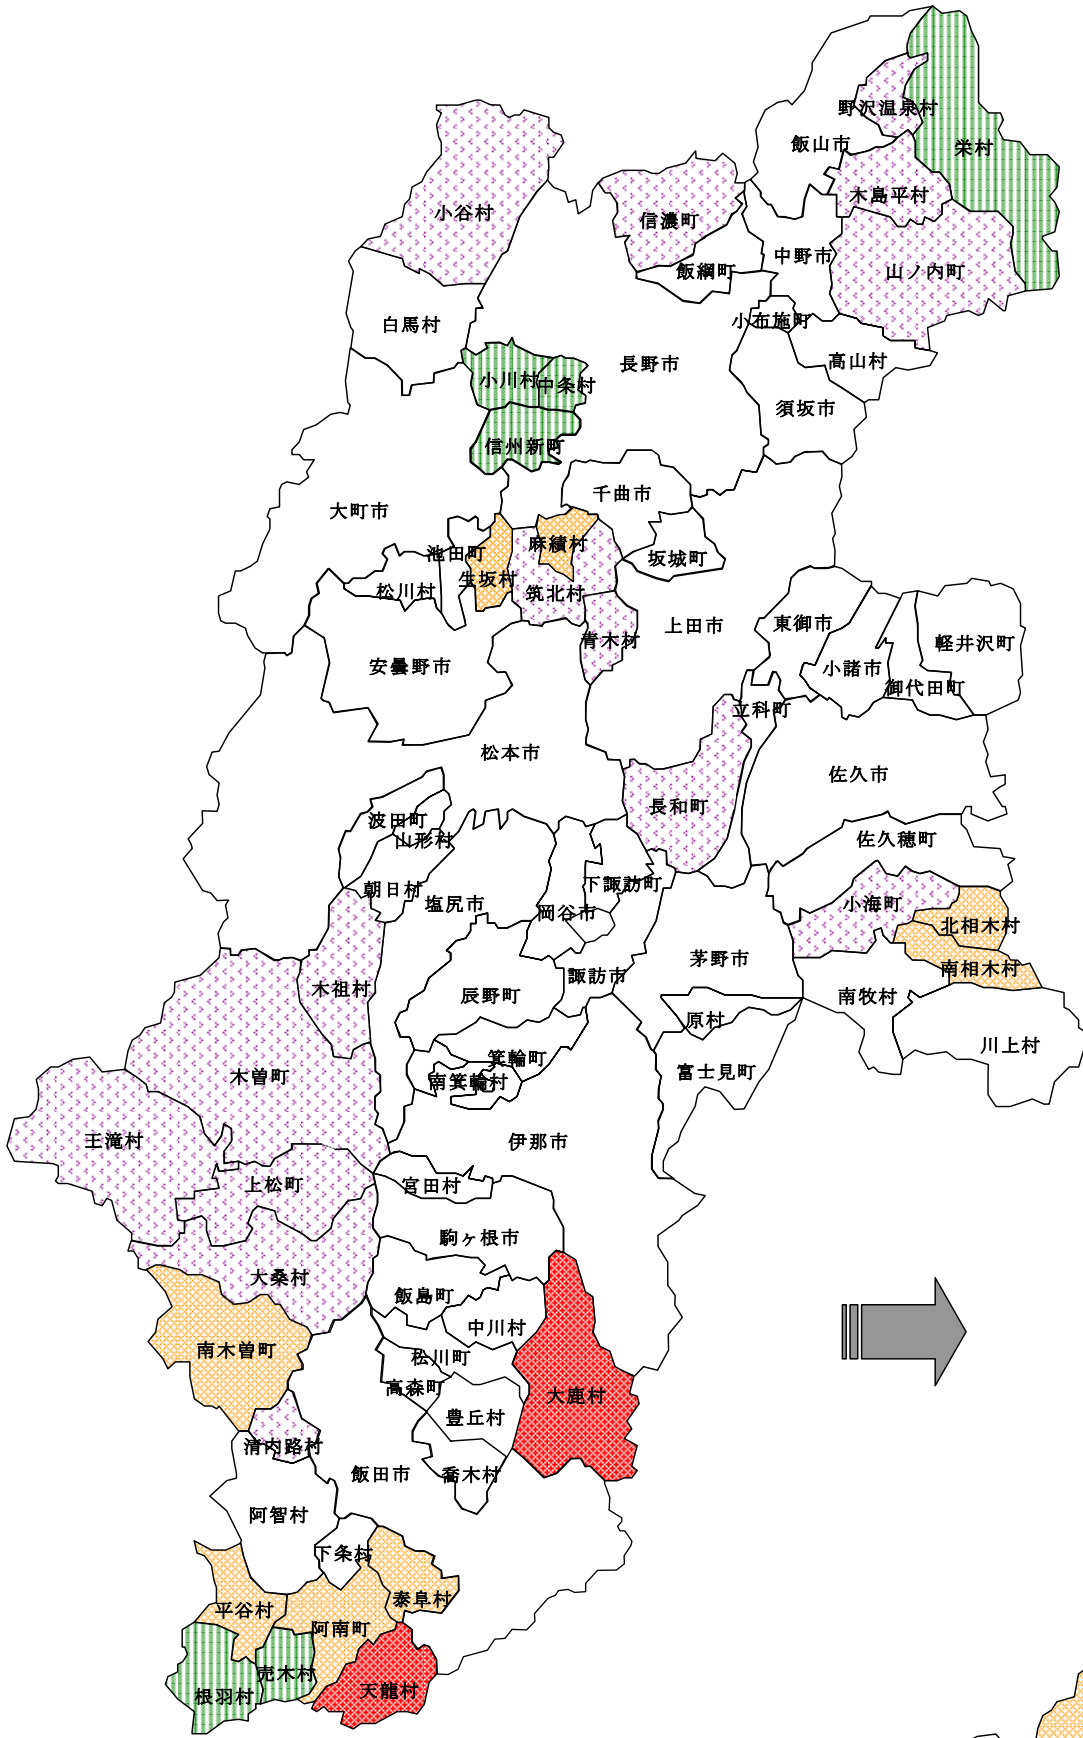 野沢温泉村
飯山市
栄村
木島平村
小谷村
信濃町
中野市
飯綱町
山ノ内町
白馬村
小布施町
高山村
長野市
小川村
中条村
須坂市
信州新町
千曲市
大町市
麻績村
池田町
坂城町
生坂村
松川村
筑北村
上田市
東御市
青木村
軽井沢町
安曇野市
小諸市
御代田町
立科町
松本市
佐久市
長和町
波田町
山形村
佐久穂町
朝日村
下諏訪町
塩尻市
岡谷市
小海町
北相木村
茅野市
南相木村
諏訪市
木祖村
辰野町
南牧村
原村
川上村
箕輪町
富士見町
木曽町
南箕輪村
王滝村
伊那市
上松町
宮田村
駒ヶ根市
大桑村
飯島町
中川村
南木曽町
松川町
高森町
大鹿村
豊丘村
清内路村
飯田市
喬木村
阿智村
下条村
泰阜村
平谷村
阿南町
売木村
根羽村
天龍村